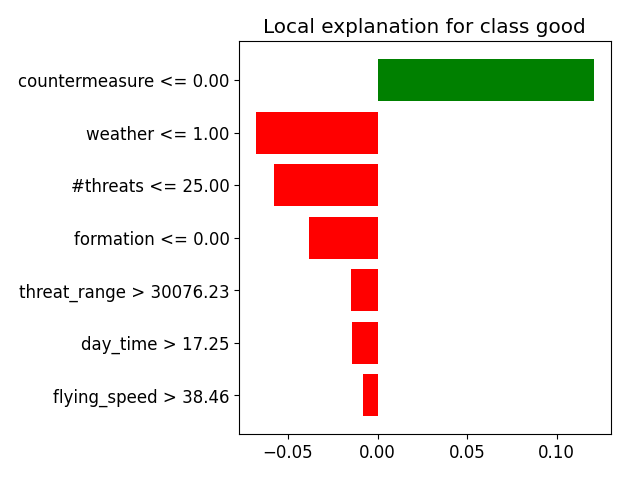 Local explanation for class good
countermeasure <= 0.00
weather <= 1.00
#threats <= 25.00
formation <= 0.00
threat_range > 30076.23
day_time > 17.25
flying_speed > 38.46
−0.05 0.00 0.05 0.10